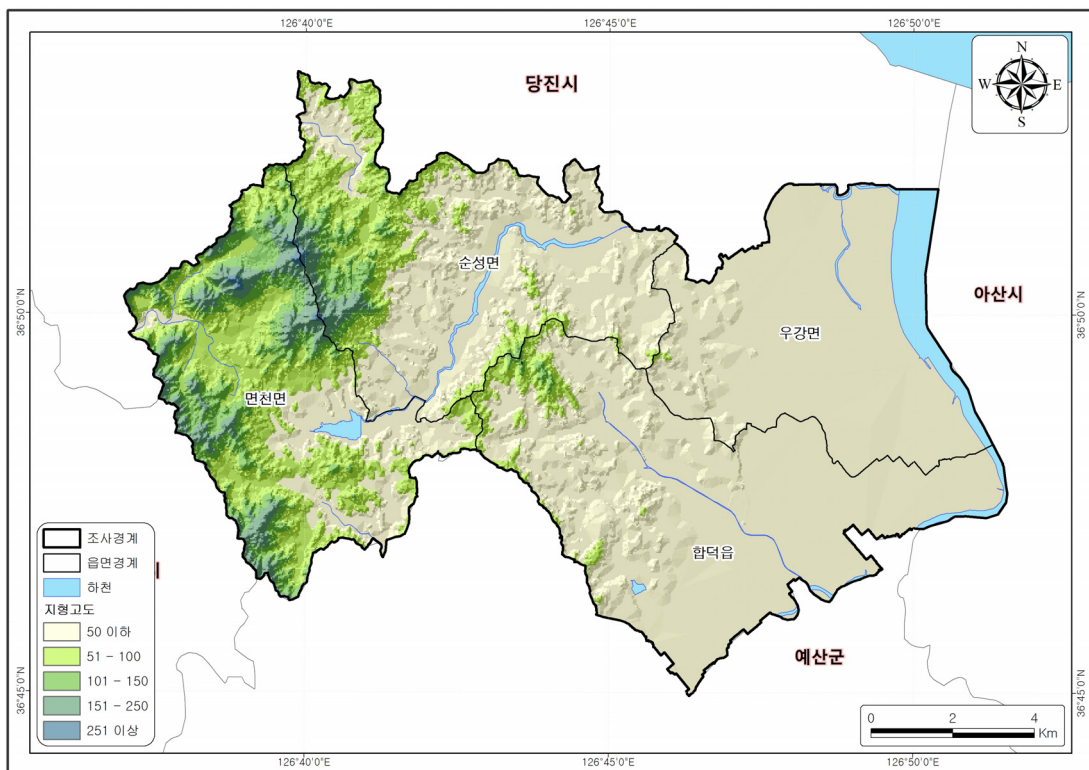 126°40'0"E
126°45'0"E
126°50'0"E
N
W
E
S
당진시
순성면
아산시
36°50'0"N
36°50'0"N
우강면
면천면
합덕읍
조사경계
읍면경계
하천
지형고도
50 이하
51 - 100
101 - 150
151 - 250
251 이상
예산군
36°45'0"N
36°45'0"N
0 2 4
Km
126°40'0"E
126°45'0"E
126°50'0"E